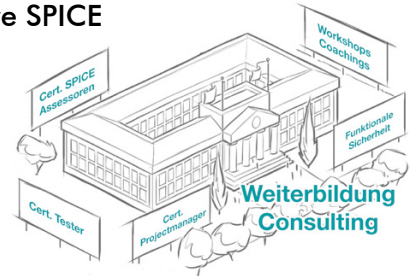 SPICE
Workshops
Coachings
Cert. SPICE
Assessoren
Funktionale
Sicherheit
Weiterbildung
Consulting
Cert. Tester
Cert.
Projectmanager